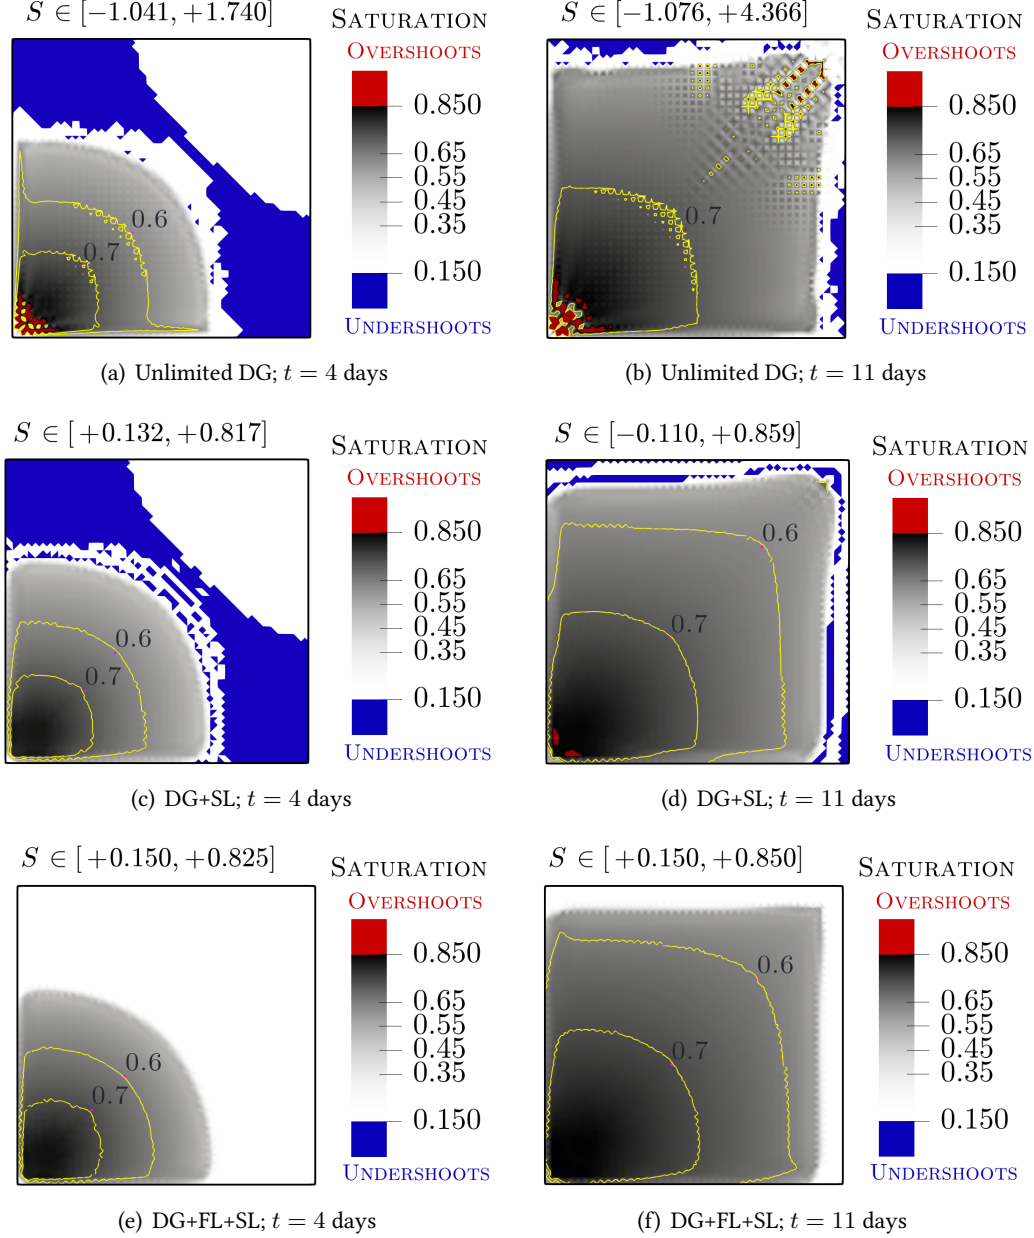 S ∈ [−1.041, +1.740]
SATURATION
OVERSHOOTS
0.850
0.65
0.55
0.45
0.35
0.150
UNDERSHOOTS
0.6
0.7
(a) Unlimited DG; t = 4 days
S ∈ [−1.076, +4.366]
SATURATION
OVERSHOOTS
0.850
0.65
0.55
0.45
0.35
0.150
UNDERSHOOTS
0.7
(b) Unlimited DG; t = 11 days
S ∈ [+0.132, +0.817]
SATURATION
OVERSHOOTS
0.850
0.65
0.55
0.45
0.35
0.150
UNDERSHOOTS
0.6
0.7
(c) DG+SL; t = 4 days
S ∈ [−0.110, +0.859]
SATURATION
OVERSHOOTS
0.850
0.65
0.55
0.45
0.35
0.150
UNDERSHOOTS
0.6
0.7
(d) DG+SL; t = 11 days
S ∈ [+0.150, +0.825]
SATURATION
OVERSHOOTS
0.850
0.65
0.55
0.45
0.35
0.150
UNDERSHOOTS
0.6
0.7
(e) DG+FL+SL; t = 4 days
S ∈ [+0.150, +0.850]
SATURATION
OVERSHOOTS
0.850
0.65
0.55
0.45
0.35
0.150
UNDERSHOOTS
0.6
0.7
(f) DG+FL+SL; t = 11 days